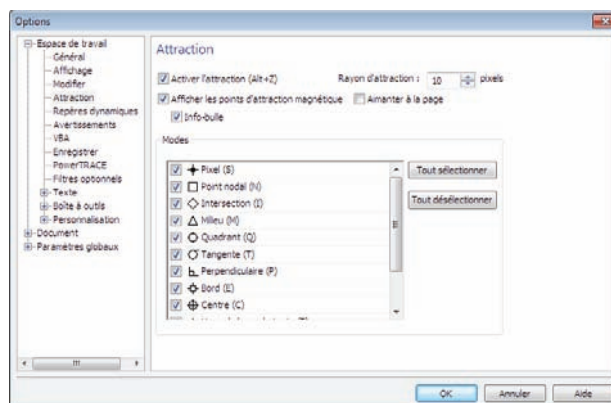 Options
Espace de travail
Général
Affichage
Modifier
Attraction
Repères dynamiques
Avertissements
VBA
Enregistrer
PowerTRACE
Filtres optionnels
Texte
Boîte à outils
Personnalisation
Document
Paramètres globaux
Attraction
Activer l'attraction (Alt+Z) Rayon d'attraction : 10 pixels
Afficher les points d'attraction magnétique Aimanter à la page
Info-bulle
Modes
Pixel (S)
Point nodal (N)
Intersection (I)
Milieu (M)
Quadrant (Q)
Tangente (T)
Perpendiculaire (P)
Bord (E)
Centre (C)
Tout sélectionner
Tout désélectionner
OK Annuler Aide